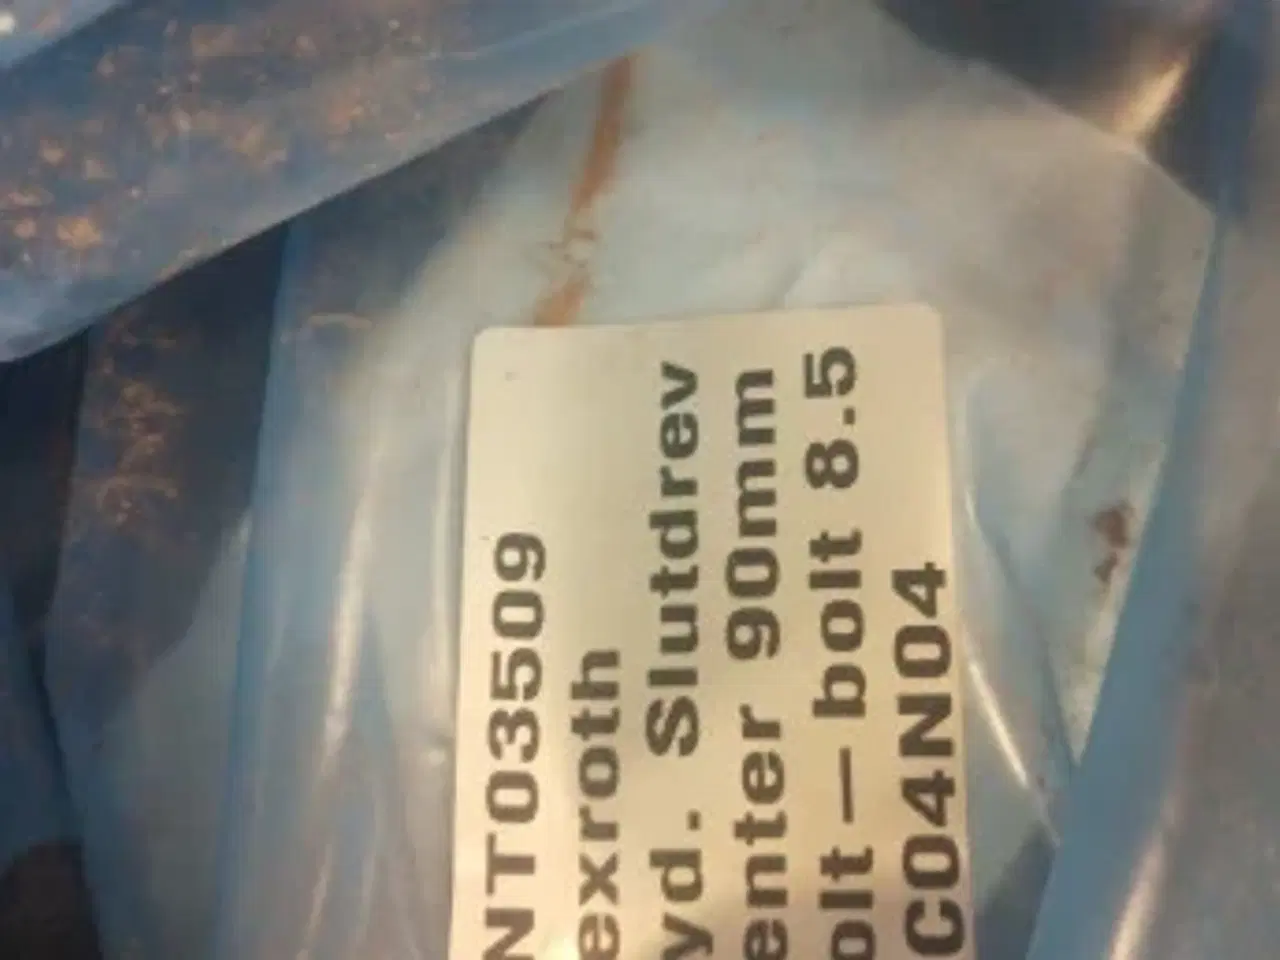 NT03509
exroth
yd. Slutdrev
enter 90mm
olt - bolt 8.5
C04N04